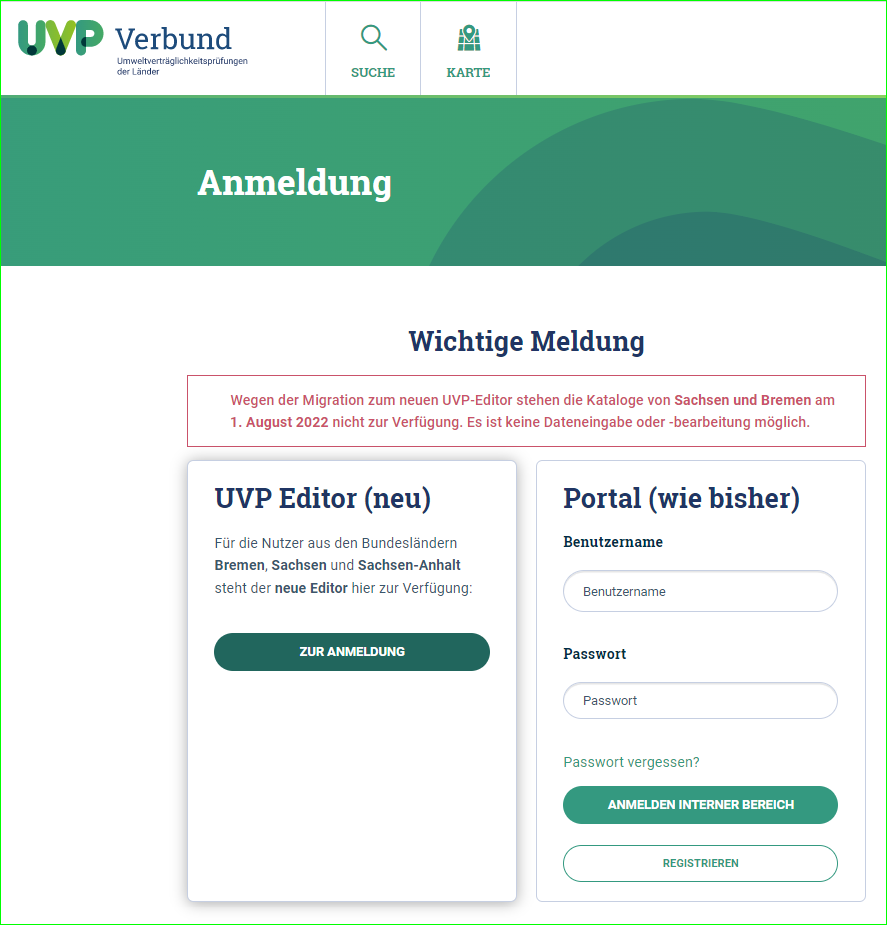 UVP Verbund
Umweltverträglichkeitsprüfungen
der Länder
SUCHE
KARTE
Anmeldung
Wichtige Meldung
Wegen der Migration zum neuen UVP-Editor stehen die Kataloge von Sachsen und Bremen am
1. August 2022 nicht zur Verfügung. Es ist keine Dateneingabe oder -bearbeitung möglich.
UVP Editor (neu)
Für die Nutzer aus den Bundesländern
Bremen, Sachsen und Sachsen-Anhalt
steht der neue Editor hier zur Verfügung:
ZUR ANMELDUNG
Portal (wie bisher)
Benutzername
Benutzername
Passwort
Passwort
Passwort vergessen?
ANMELDEN INTERNER BEREICH
REGISTRIEREN